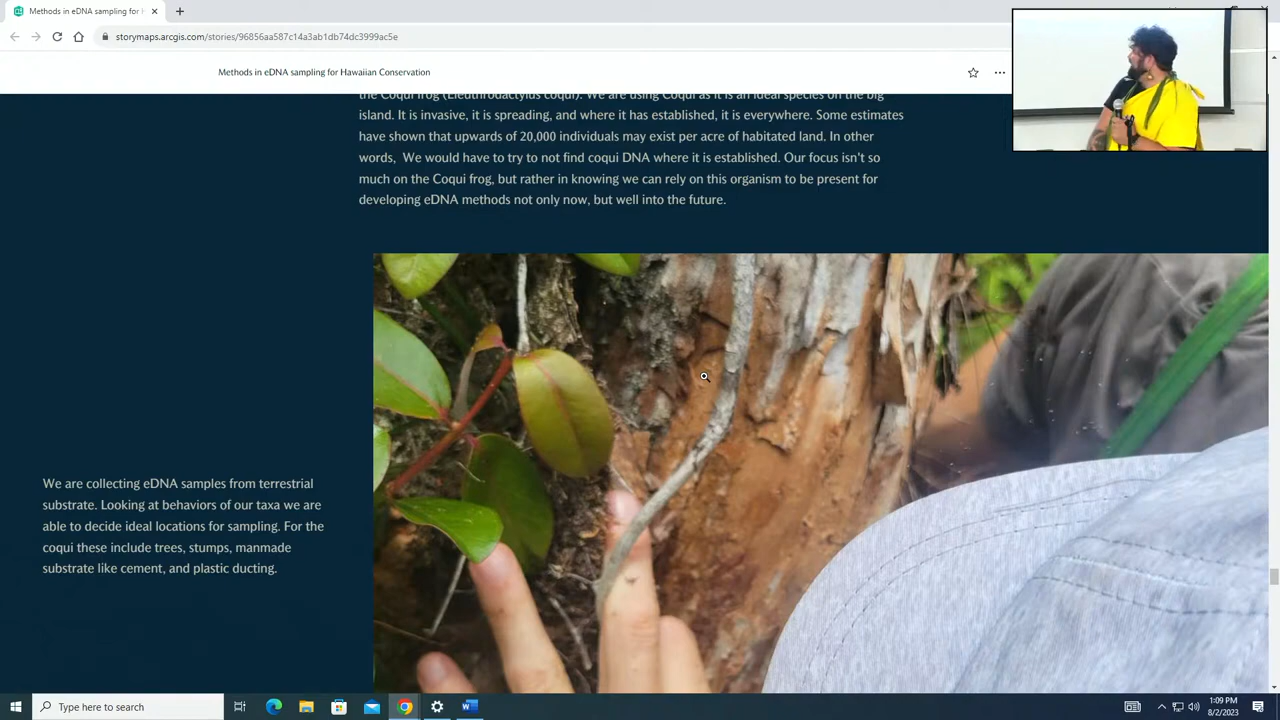 Methods in eDNA sampling for H
storymaps.arcgis.com/stories/96856aa587c14a3ab1db74dc3999ac5e
Methods in eDNA sampling for Hawaiian Conservation
the Coqui frog (Eleuthrodactylus coqui). We are using Coqui as it is an ideal species on the big
island. It is invasive, it is spreading, and where it has established, it is everywhere. Some estimates
have shown that upwards of 20,000 individuals may exist per acre of habitated land. In other
words, We would have to try to not find coqui DNA where it is established. Our focus isn't so
much on the Coqui frog, but rather in knowing we can rely on this organism to be present for
developing eDNA methods not only now, but well into the future.
We are collecting eDNA samples from terrestrial
substrate. Looking at behaviors of our taxa we are
able to decide ideal locations for sampling. For the
coqui these include trees, stumps, manmade
substrate like cement, and plastic ducting.
Type here to search
1:09 PM
8/2/2023